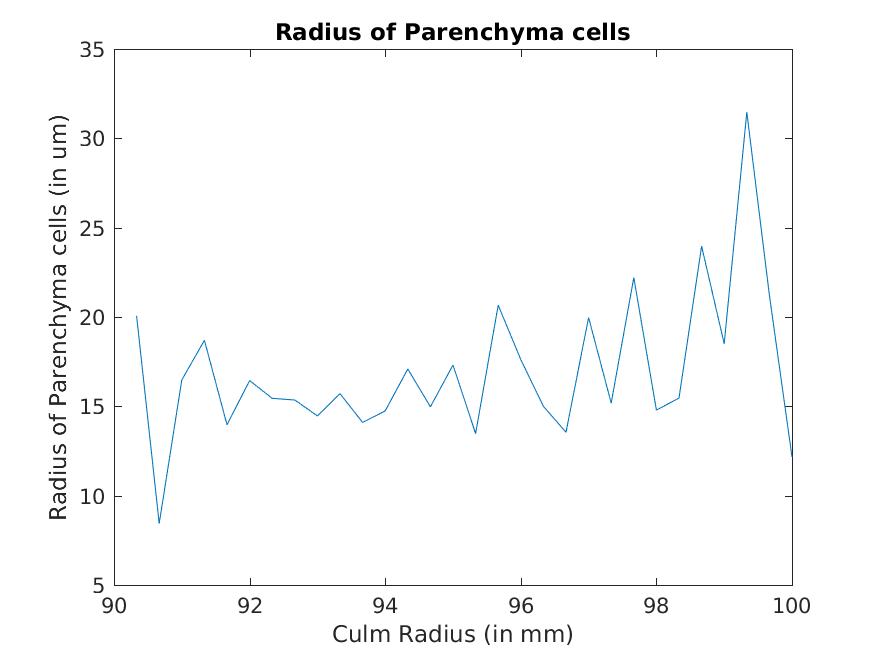 Radius of Parenchyma cells
Radius of Parenchyma cells (in um)
35
30
25
20
15
10
5
90 92 94 96 98 100
Culm Radius (in mm)